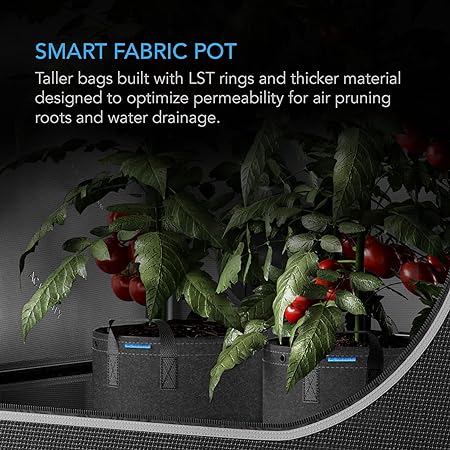 SMART FABRIC POT
Taller bags built with LST rings and thicker material
designed to optimize permeability for air pruning
roots and water drainage.